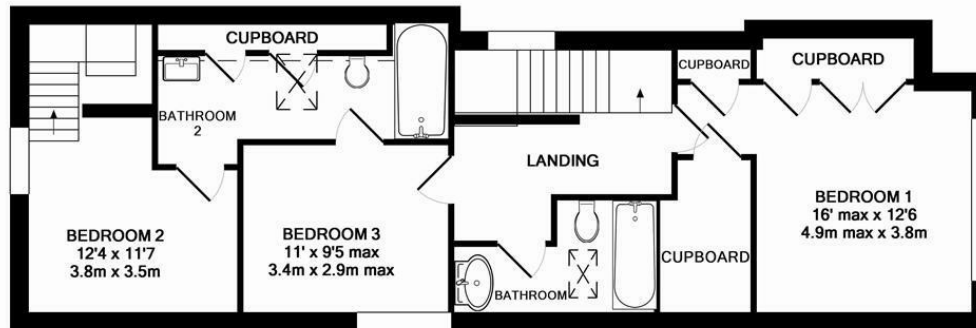 CUPBOARD
BATHROOM
2
BEDROOM 2
12'4 x 11'7
3.8m x 3.5m
BEDROOM 3
11' x 9'5 max
3.4m x 2.9m max
LANDING
BATHROOM
CUPBOARD
CUPBOARD
CUPBOARD
BEDROOM 1
16' max x 12'6
4.9m max x 3.8m